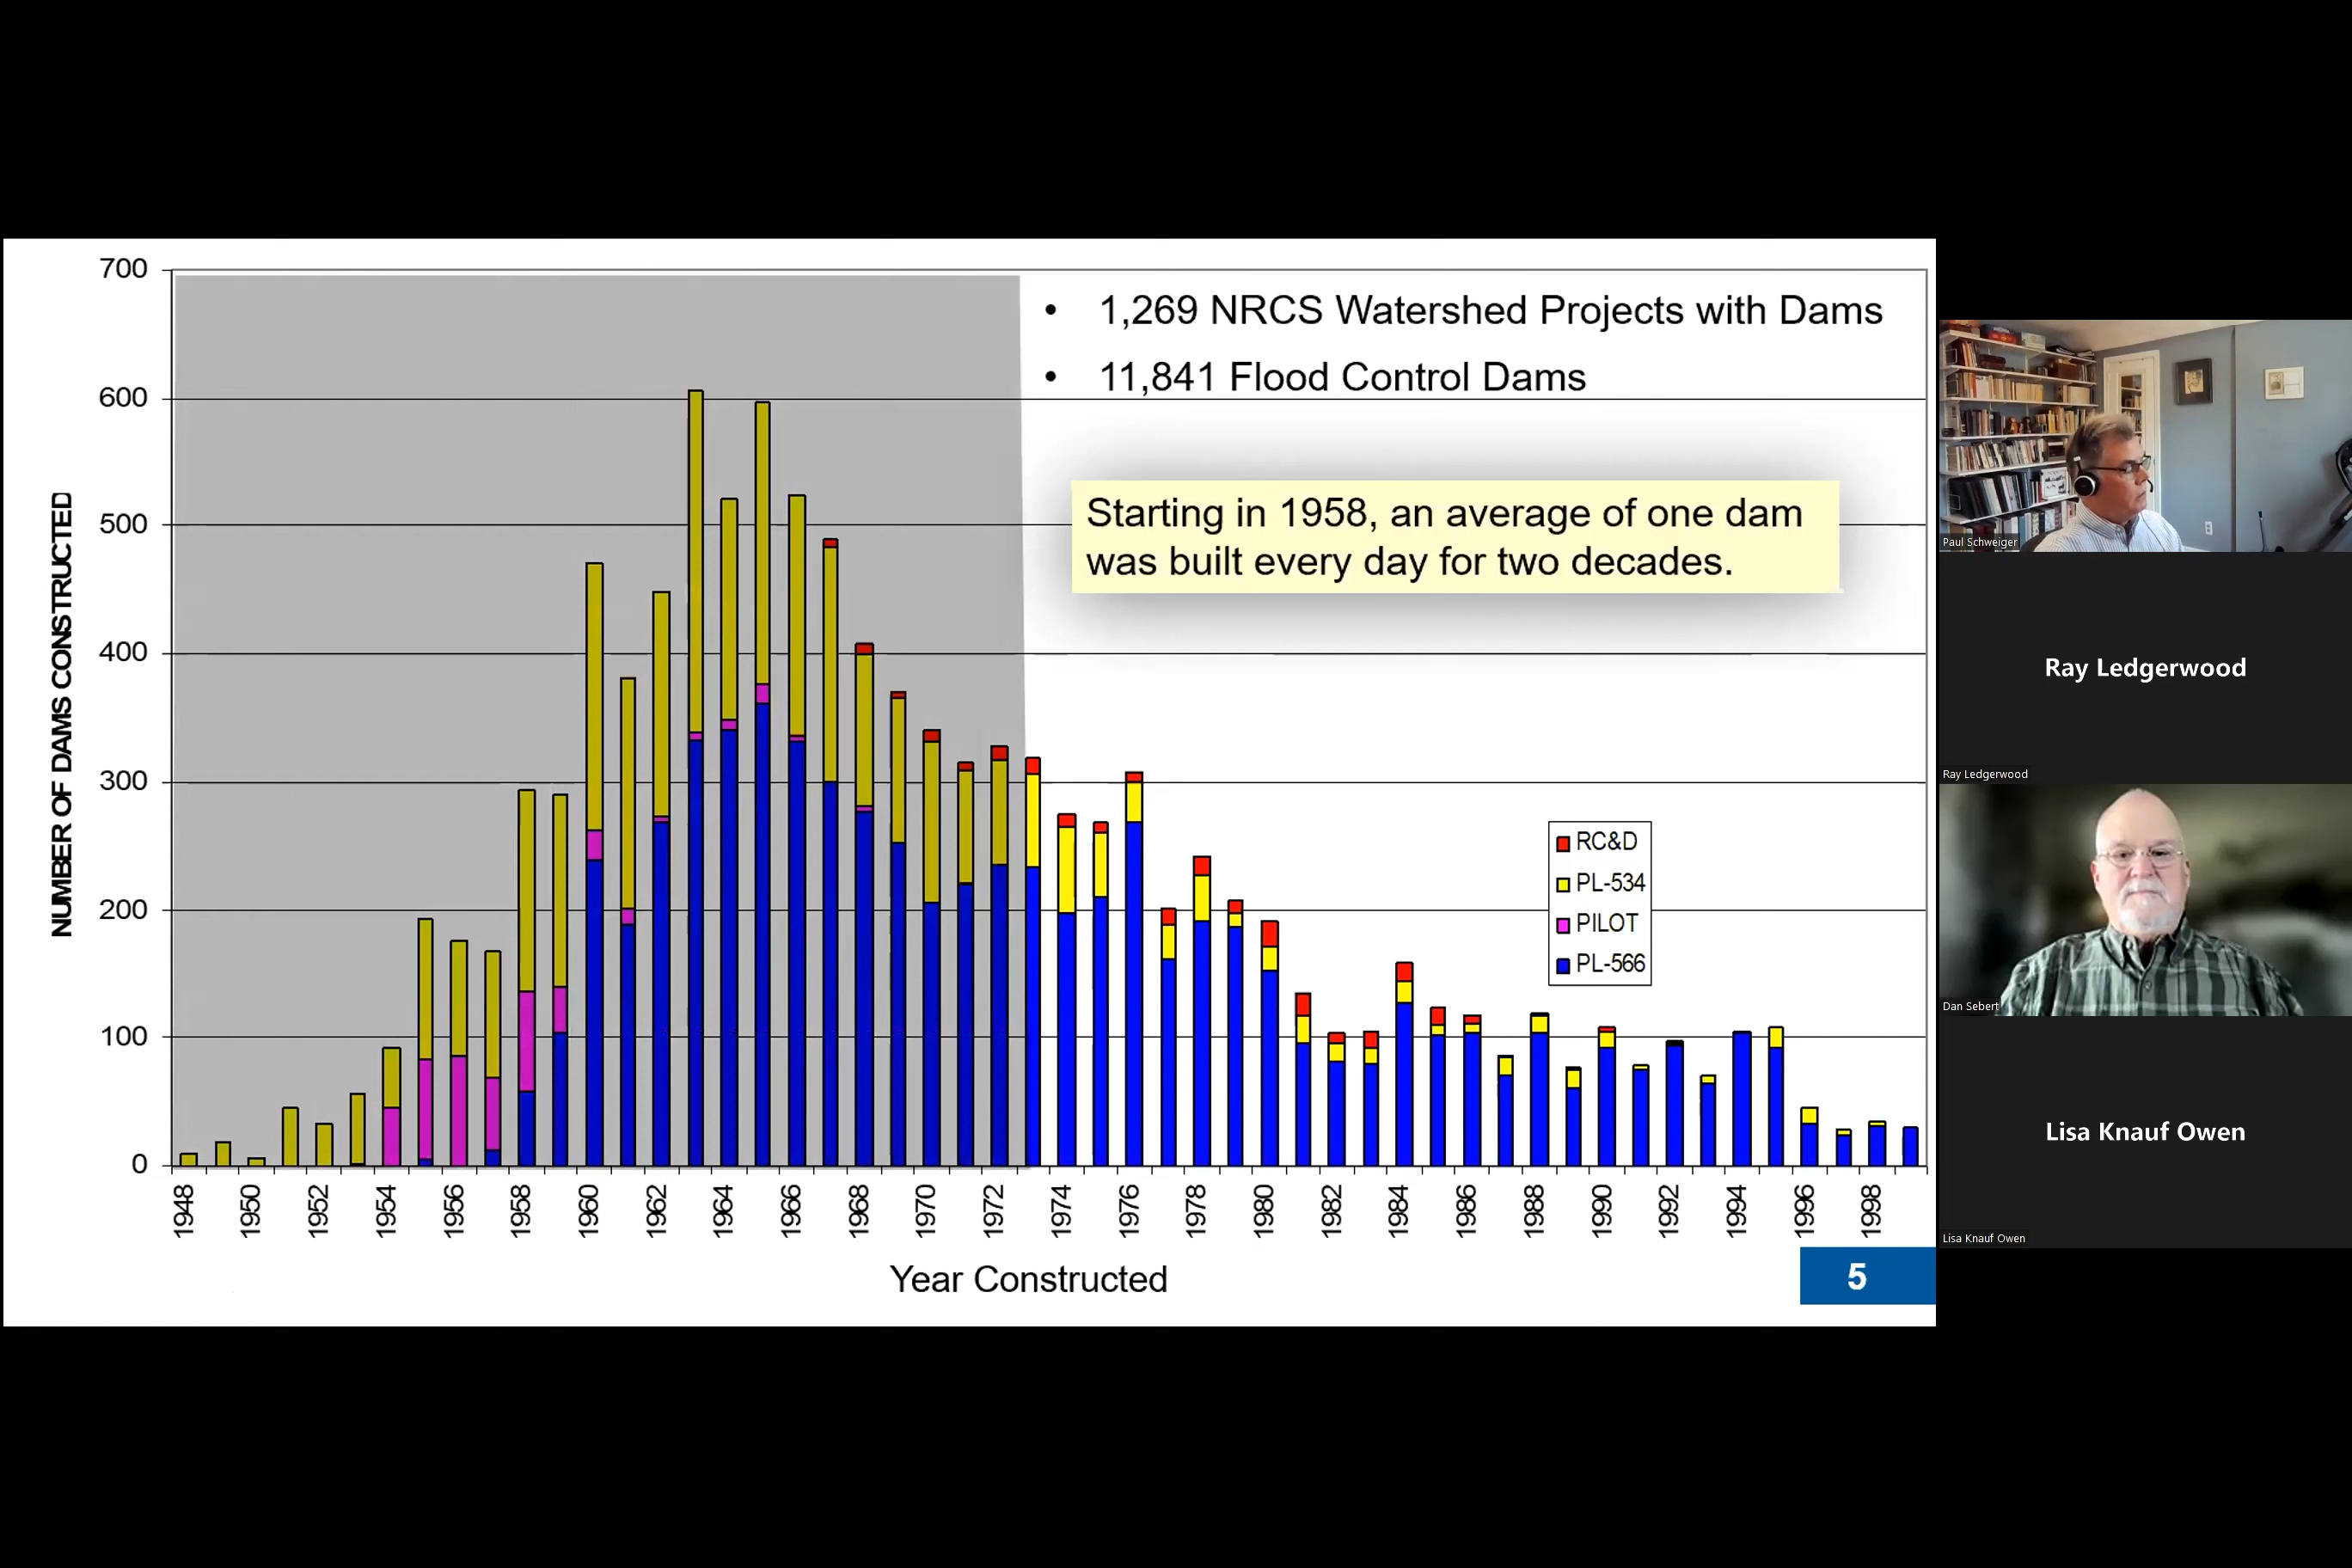 700
600
500
400
300
200
100
0
NUMBER OF DAMS CONSTRUCTED
• 1,269 NRCS Watershed Projects with Dams
• 11,841 Flood Control Dams
Starting in 1958, an average of one dam
was built every day for two decades.
RC&D
PL-534
PILOT
PL-566
1948
1950
1952
1954
1956
1958
1960
1962
1964
1966
1968
1970
1972
1974
1976
1978
1980
1982
1984
1986
1988
1990
1992
1994
1996
1998
Year Constructed
5
Paul Schweiger
Ray Ledgerwood
Ray Ledgerwood
Dan Sebert
Lisa Knauf Owen
Lisa Knauf Owen